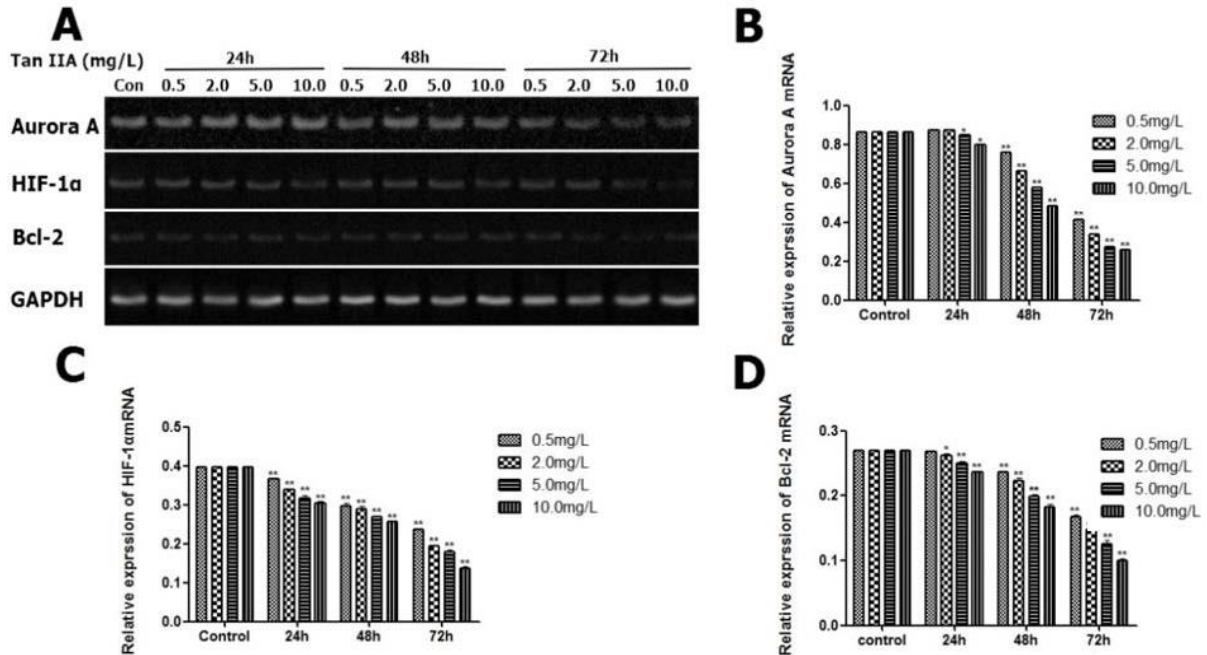 A
Tan IIA (mg/L) 24h 48h 72h
Con 0.5 2.0 5.0 10.0 0.5 2.0 5.0 10.0 0.5 2.0 5.0 10.0
Aurora A
HIF-1α
Bcl-2
GAPDH
B
Relative exprssion of Aurora A mRNA
1.0
0.8
0.6
0.4
0.2
0.0
* * ** ** ** ** ** ** ** **
Control 24h 48h 72h
0.5mg/L
2.0mg/L
5.0mg/L
10.0mg/L
C
Relative exprssion of HIF-1αmRNA
0.5
0.4
0.3
0.2
0.1
0.0
** ** ** ** ** ** ** ** ** ** ** **
Control 24h 48h 72h
0.5mg/L
2.0mg/L
5.0mg/L
10.0mg/L
D
Relative exprssion of Bcl-2 mRNA
0.3
0.2
0.1
0.0
* ** ** ** ** ** ** ** ** **
control 24h 48h 72h
0.5mg/L
2.0mg/L
5.0mg/L
10.0mg/L